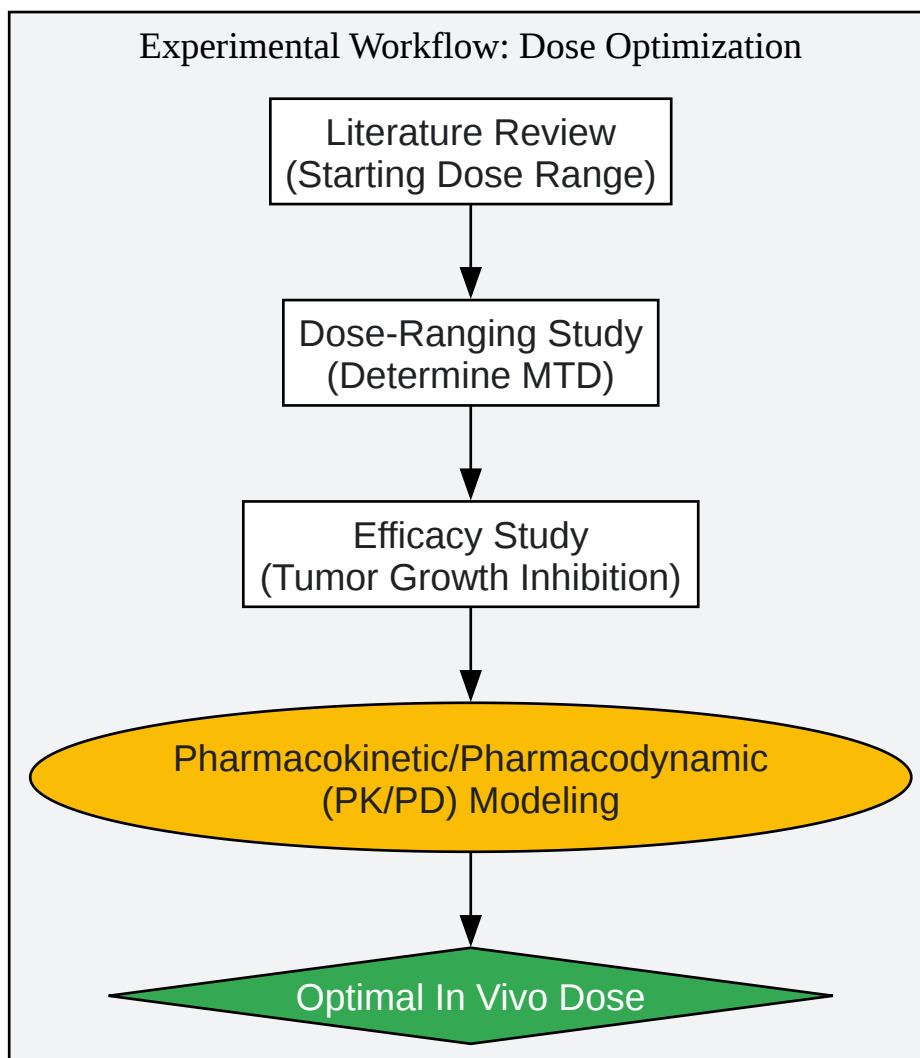 Experimental Workflow: Dose Optimization
Literature Review
(Starting Dose Range)
Dose-Ranging Study
(Determine MTD)
Efficacy Study
(Tumor Growth Inhibition)
Pharmacokinetic/Pharmacodynamic
(PK/PD) Modeling
Optimal In Vivo Dose